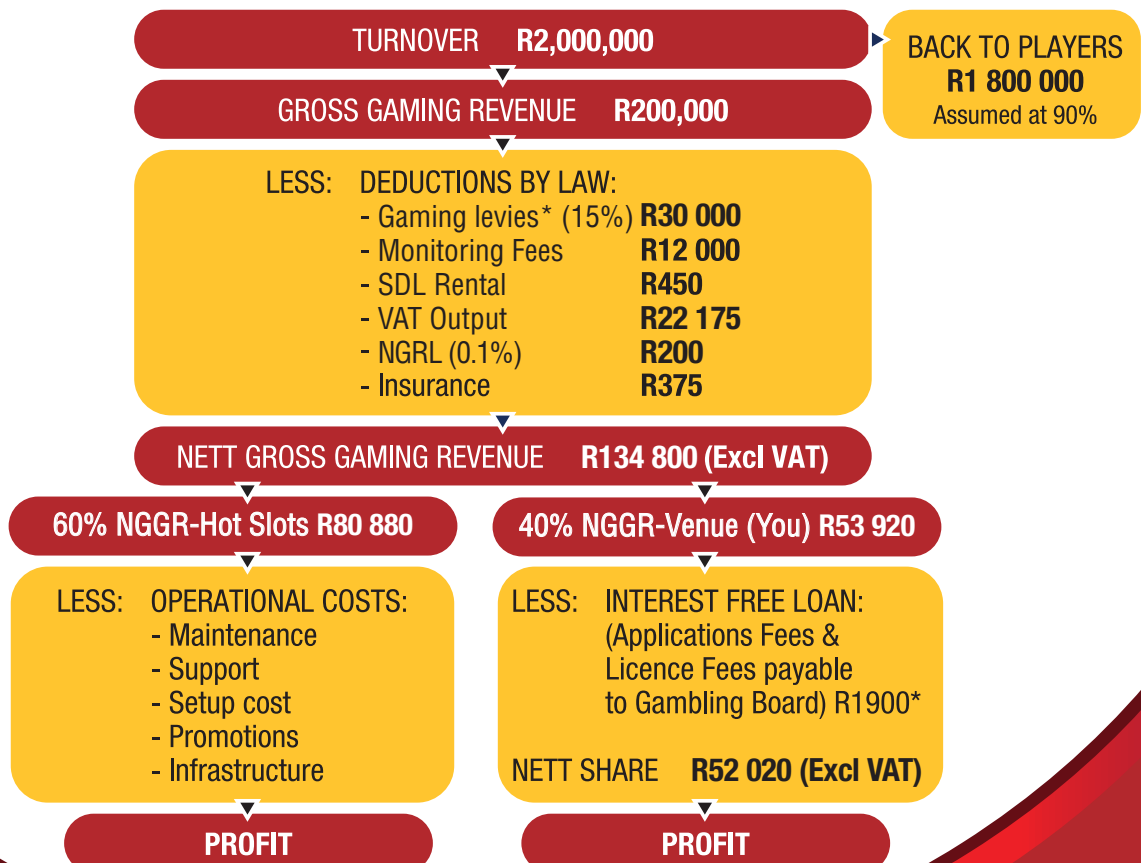 TURNOVER R2,000,000
BACK TO PLAYERS
R1 800 000
Assumed at 90%
GROSS GAMING REVENUE R200,000
LESS: DEDUCTIONS BY LAW:
- Gaming levies* (15%) R30 000
- Monitoring Fees R12 000
- SDL Rental R450
- VAT Output R22 175
- NGRL (0.1%) R200
- Insurance R375
NETT GROSS GAMING REVENUE R134 800 (Excl VAT)
60% NGGR-Hot Slots R80 880
LESS: OPERATIONAL COSTS:
- Maintenance
- Support
- Setup cost
- Promotions
- Infrastructure
PROFIT
40% NGGR-Venue (You) R53 920
LESS: INTEREST FREE LOAN:
(Applications Fees &
Licence Fees payable
to Gambling Board) R1900*
NETT SHARE R52 020 (Excl VAT)
PROFIT